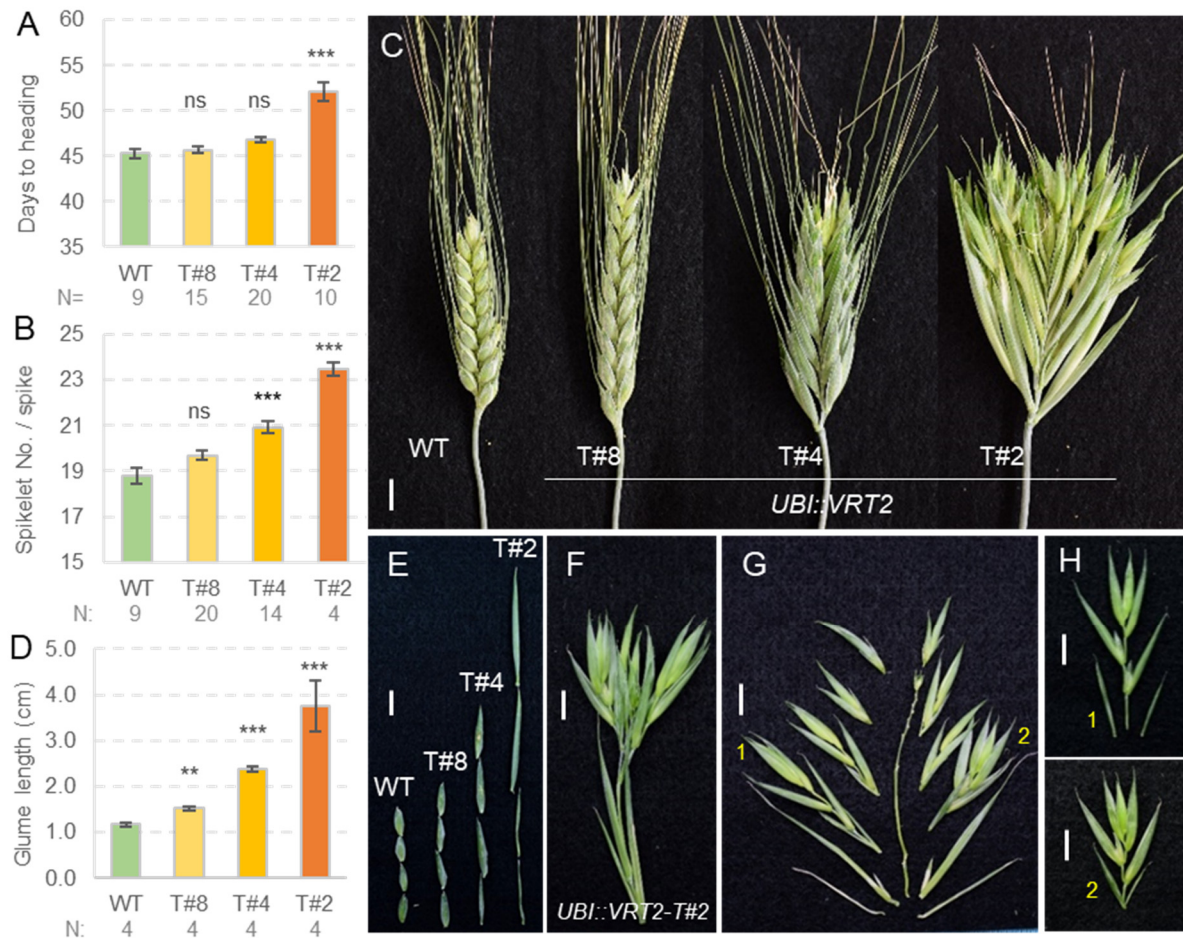 A
Days to heading
60
55
50
45
40
35
ns
ns
***
WT T#8 T#4 T#2
N= 9 15 20 10
B
Spikelet No. / spike
25
23
21
19
17
15
ns
***
***
WT T#8 T#4 T#2
N: 9 20 14 4
D
Glume length (cm)
5.0
4.0
3.0
2.0
1.0
0.0
**
***
***
WT T#8 T#4 T#2
N: 4 4 4 4
C
WT T#8 T#4 T#2
UBI::VRT2
E
T#2
T#4
T#8
WT
F
UBI::VRT2-T#2
G
1
2
H
1
2